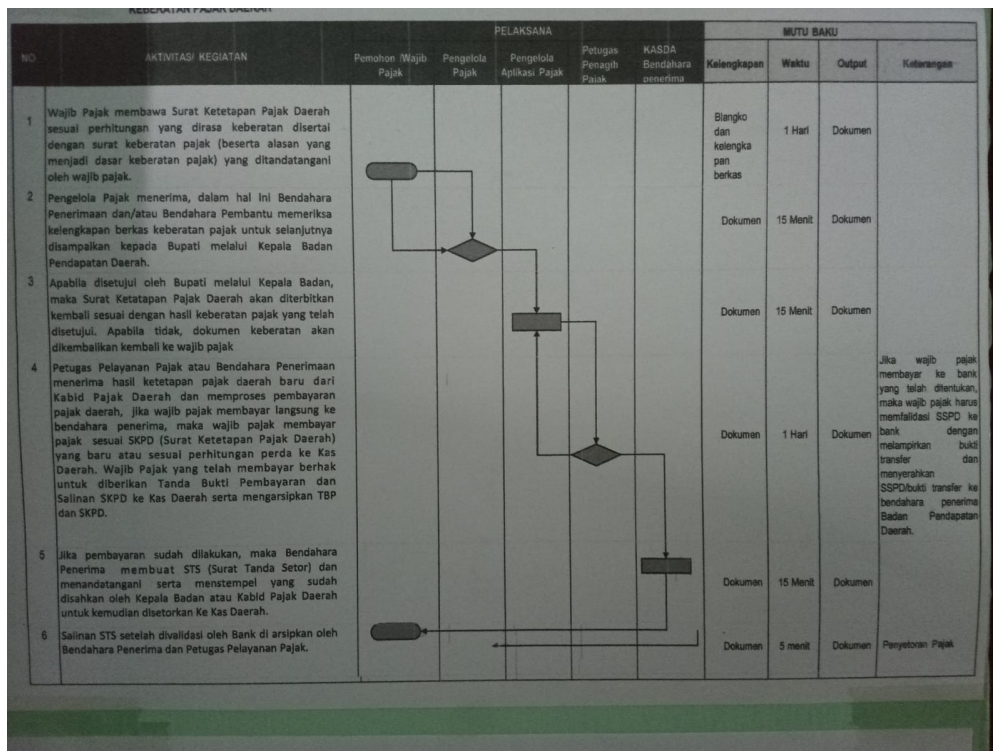 KEBERATAN PAJAK DAERAH
NO
AKTIVITAS/ KEGIATAN
PELAKSANA
MUTU BAKU
Pemohon /Wajib
Pajak
Pengelola
Pajak
Pengelola
Aplikasi Pajak
Petugas
Penagih
Pajak
KASDA
Bendahara
penerima
Kelengkapan
Waktu
Output
Keterangan
1
Wajib Pajak membawa Surat Ketetapan Pajak Daerah
sesuai perhitungan yang dirasa keberatan disertai
dengan surat keberatan pajak (beserta alasan yang
menjadi dasar keberatan pajak) yang ditandatangani
oleh wajib pajak.
Blangko
dan
kelengka
pan
berkas
1 Hari
Dokumen
2
Pengelola Pajak menerima, dalam hal Ini Bendahara
Penerimaan dan/atau Bendahara Pembantu memeriksa
kelengkapan berkas keberatan pajak untuk selanjutnya
disampaikan kepada Bupati melalui Kepala Badan
Pendapatan Daerah.
Dokumen
15 Menit
Dokumen
3
Apabila disetujui oleh Bupati melalui Kepala Badan,
maka Surat Ketatapan Pajak Daerah akan diterbitkan
kembali sesuai dengan hasil keberatan pajak yang telah
disetujui. Apabila tidak, dokumen keberatan akan
dikembalikan kembali ke wajib pajak
Dokumen
15 Menit
Dokumen
4
Petugas Pelayanan Pajak atau Bendahara Penerimaan
menerima hasil ketetapan pajak daerah baru dari
Kabid Pajak Daerah dan memproses pembayaran
pajak daerah, jika wajib pajak membayar langsung ke
bendahara penerima, maka wajib pajak membayar
pajak sesuai SKPD (Surat Ketetapan Pajak Daerah)
yang baru atau sesuai perhitungan perda ke Kas
Daerah. Wajib Pajak yang telah membayar berhak
untuk diberikan Tanda Bukti Pembayaran dan
Salinan SKPD ke Kas Daerah serta mengarsipkan TBP
dan SKPD.
Dokumen
1 Hari
Dokumen
Jika wajib pajak
membayar ke bank
yang telah ditentukan,
maka wajib pajak harus
memfalidasi SSPD ke
bank dengan
melampirkan bukti
transfer dan
menyerahkan
SSPD/bukti transfer ke
bendahara penerima
Badan Pendapatan
Daerah.
5
Jika pembayaran sudah dilakukan, maka Bendahara
Penerima membuat STS (Surat Tanda Setor) dan
menandatangani serta menstempel yang sudah
disahkan oleh Kepala Badan atau Kabid Pajak Daerah
untuk kemudian disetorkan Ke Kas Daerah.
Dokumen
15 Menit
Dokumen
6
Salinan STS setelah divalidasi oleh Bank di arsipkan oleh
Bendahara Penerima dan Petugas Pelayanan Pajak.
Dokumen
5 menit
Dokumen
Penyetoran Pajak